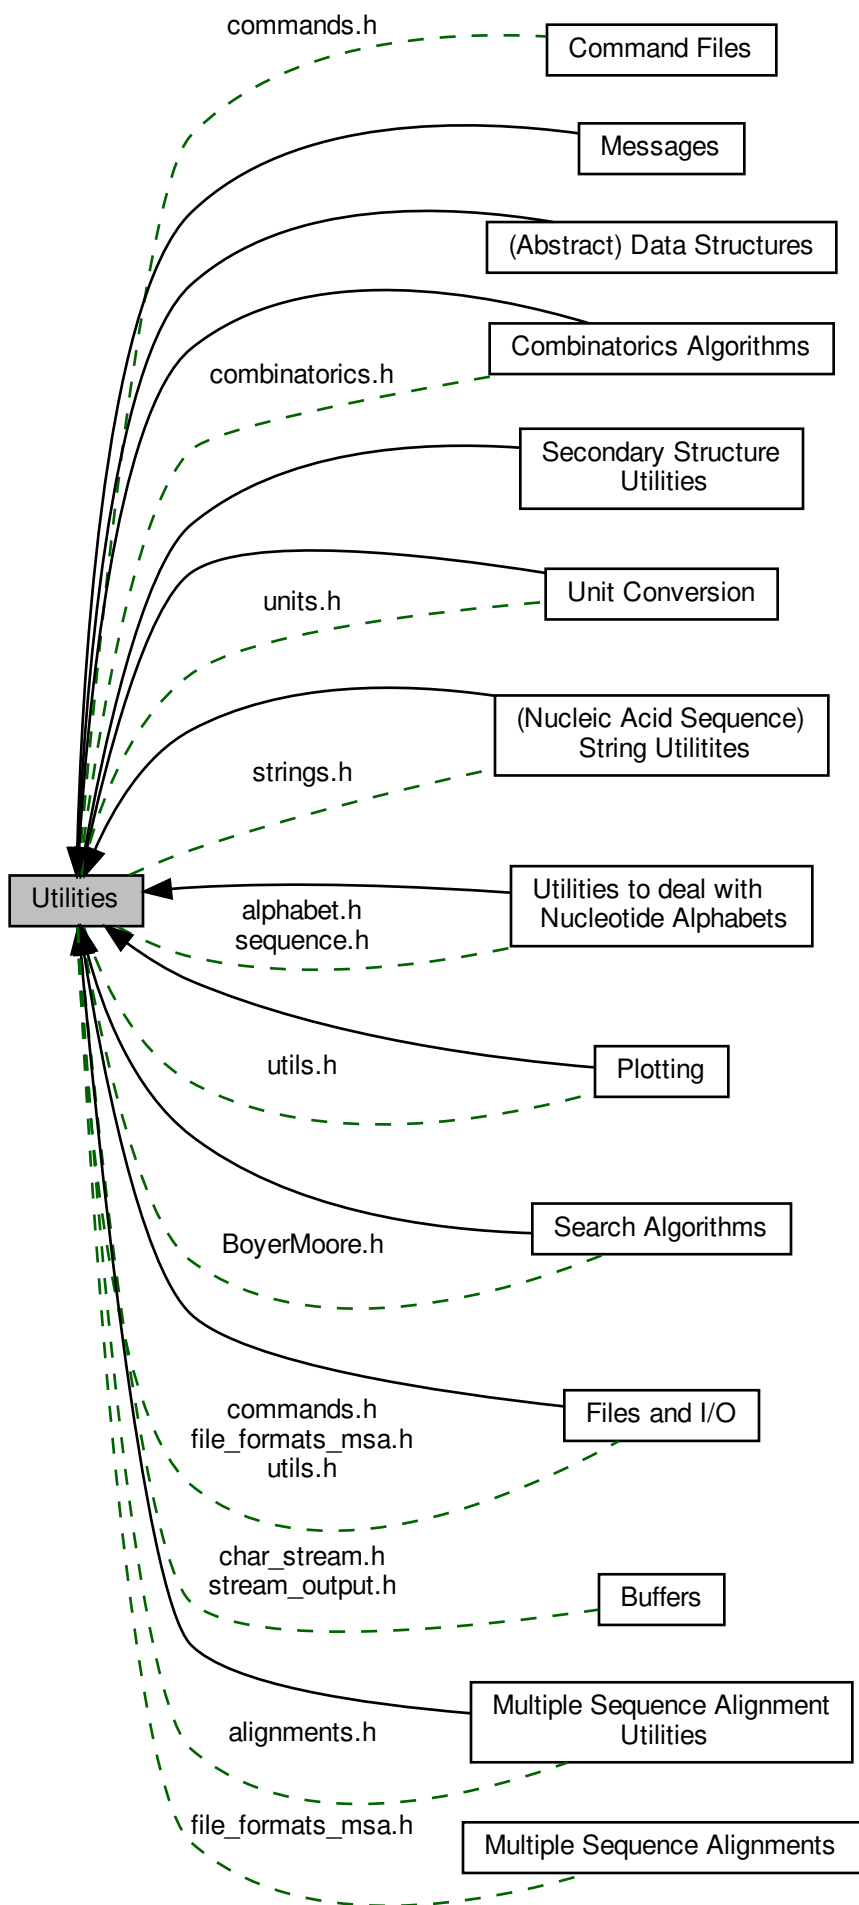 commands.h
Command Files
Messages
(Abstract) Data Structures
Combinatorics Algorithms
combinatorics.h
Secondary Structure
Utilities
Unit Conversion
units.h
(Nucleic Acid Sequence)
String Utilitites
strings.h
Utilities
Utilities to deal with
Nucleotide Alphabets
alphabet.h
sequence.h
Plotting
utils.h
Search Algorithms
BoyerMoore.h
Files and I/O
commands.h
file_formats_msa.h
utils.h
char_stream.h
stream_output.h
Buffers
Multiple Sequence Alignment
Utilities
alignments.h
file_formats_msa.h
Multiple Sequence Alignments